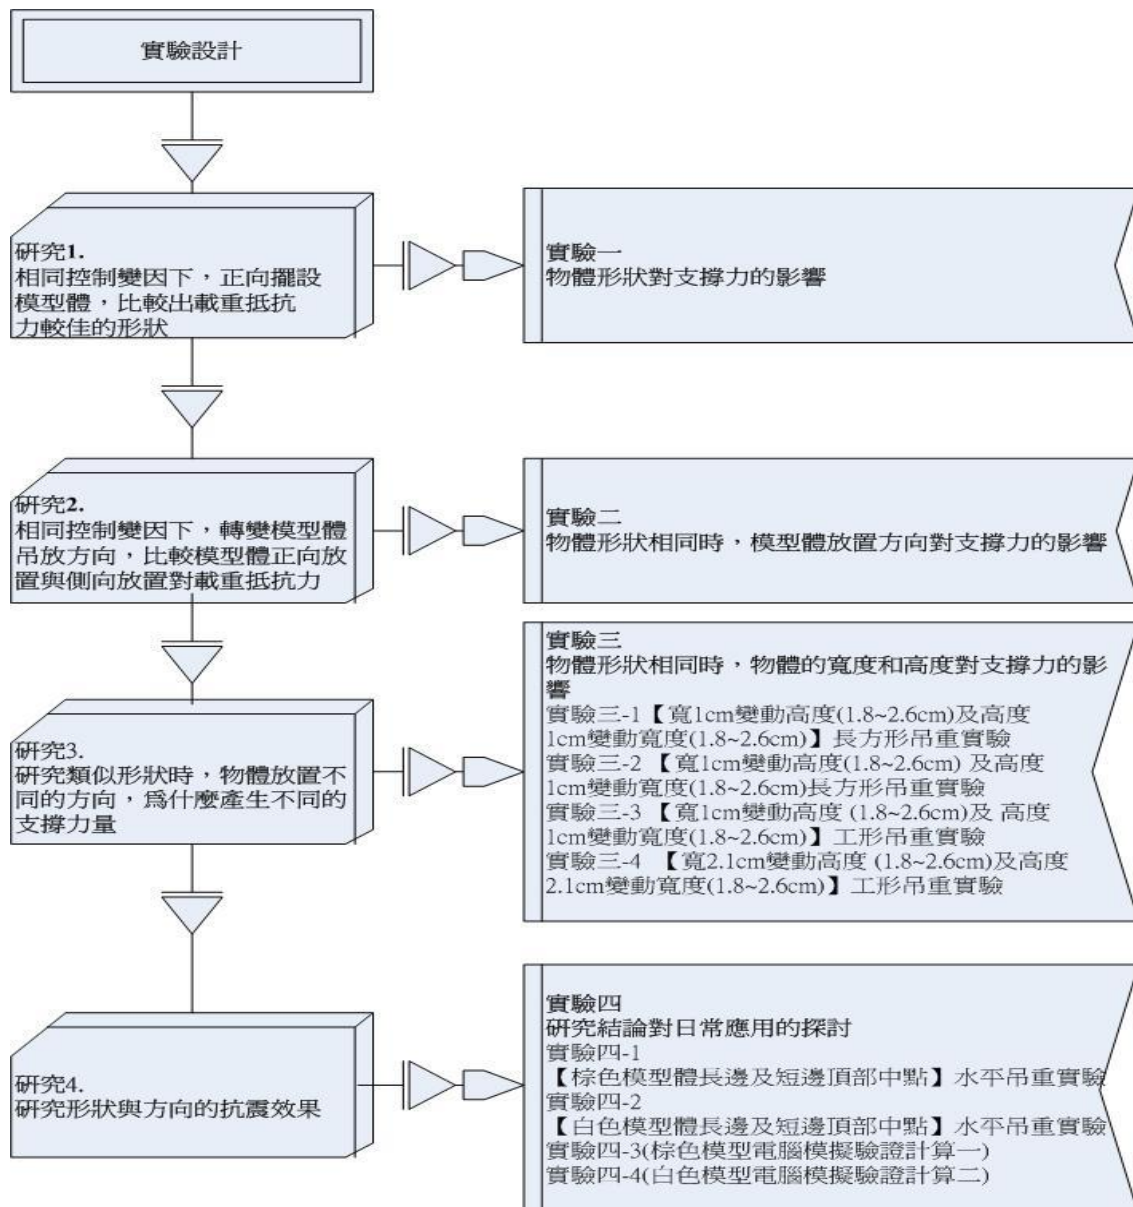 實驗設計
研究1.
相同控制變因下，正向擺設
模型體，比較出載重抵抗
力較佳的形狀
實驗一
物體形狀對支撐力的影響
研究2.
相同控制變因下，轉變模型體
吊放方向，比較模型體正向放
置與側向放置對載重抵抗力
實驗二
物體形狀相同時，模型體放置方向對支撐力的影響
研究3.
研究類似形狀時，物體放置不
同的方向，爲什麼產生不同的
支撐力量
實驗三
物體形狀相同時，物體的寬度和高度對支撐力的影
響
實驗三-1【寬1cm變動高度(1.8~2.6cm)及高度
1cm變動寬度(1.8~2.6cm)】長方形吊重實驗
實驗三-2 【寬1cm變動高度(1.8~2.6cm) 及高度
1cm變動寬度(1.8~2.6cm)長方形吊重實驗
實驗三-3 【寬1cm變動高度 (1.8~2.6cm)及 高度
1cm變動寬度(1.8~2.6cm)】工形吊重實驗
實驗三-4 【寬2.1cm變動高度 (1.8~2.6cm)及高度
2.1cm變動寬度(1.8~2.6cm)】工形吊重實驗
研究4.
研究形狀與方向的抗震效果
實驗四
研究結論對日常應用的探討
實驗四-1
【棕色模型體長邊及短邊頂部中點】水平吊重實驗
實驗四-2
【白色模型體長邊及短邊頂部中點】水平吊重實驗
實驗四-3(棕色模型電腦模擬驗證計算一)
實驗四-4(白色模型電腦模擬驗證計算二)